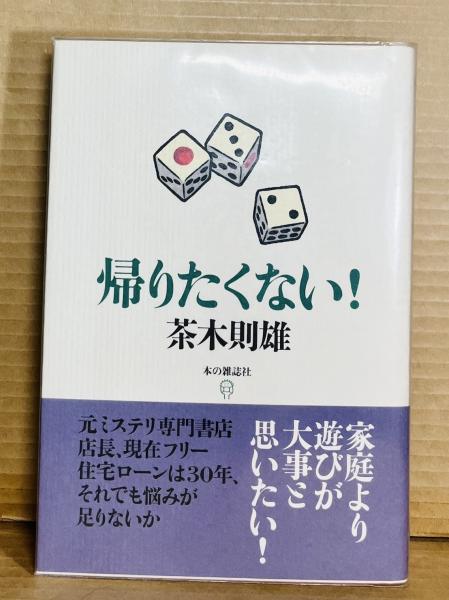 帰りたくない!
茶木則雄
本の雑誌社
家庭より
遊びが
大事と
思いたい!
元ミステリ専門書店
店長、現在フリー
住宅ローンは30年、
それでも悩みが
足りないか